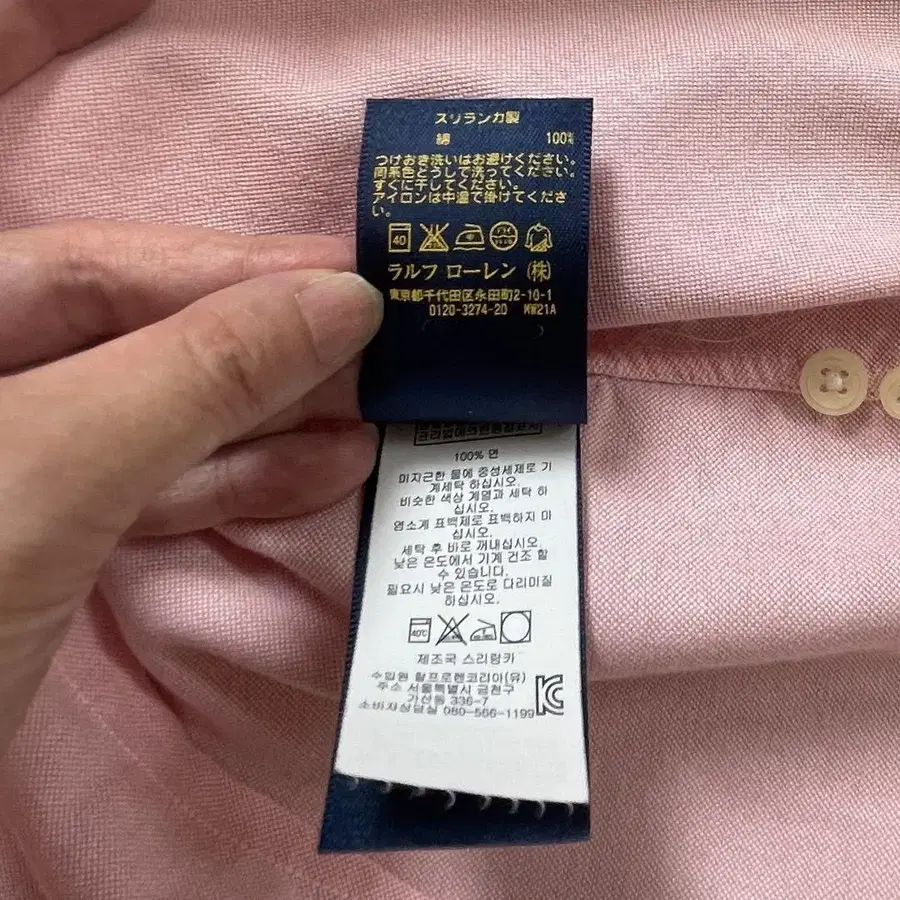 スリランカ製
綿 100%
つけおき洗いはお避けください。
同系色どうしで洗ってください。
すぐに干してください。
アイロンは中温で掛けてくださ
い。
40
ラルフ ローレン (株)
東京都千代田区永田町2-10-1
0120-3274-20 MW21A
100% 면
미지근한 물에 중성세제로 기
계세탁 하십시오.
비슷한 색상 계열과 세탁 하
십시오.
염소계 표백제로 표백하지 마
십시오.
세탁 후 바로 꺼내십시오.
낮은 온도에서 기계 건조 할
수 있습니다.
필요시 낮은 온도로 다리미질
하십시오.
40℃
제조국 스리랑카
수입원 랄프로렌코리아(유)
주소 서울특별시 금천구
가산동 336-7
소비자상담실 080-566-1199